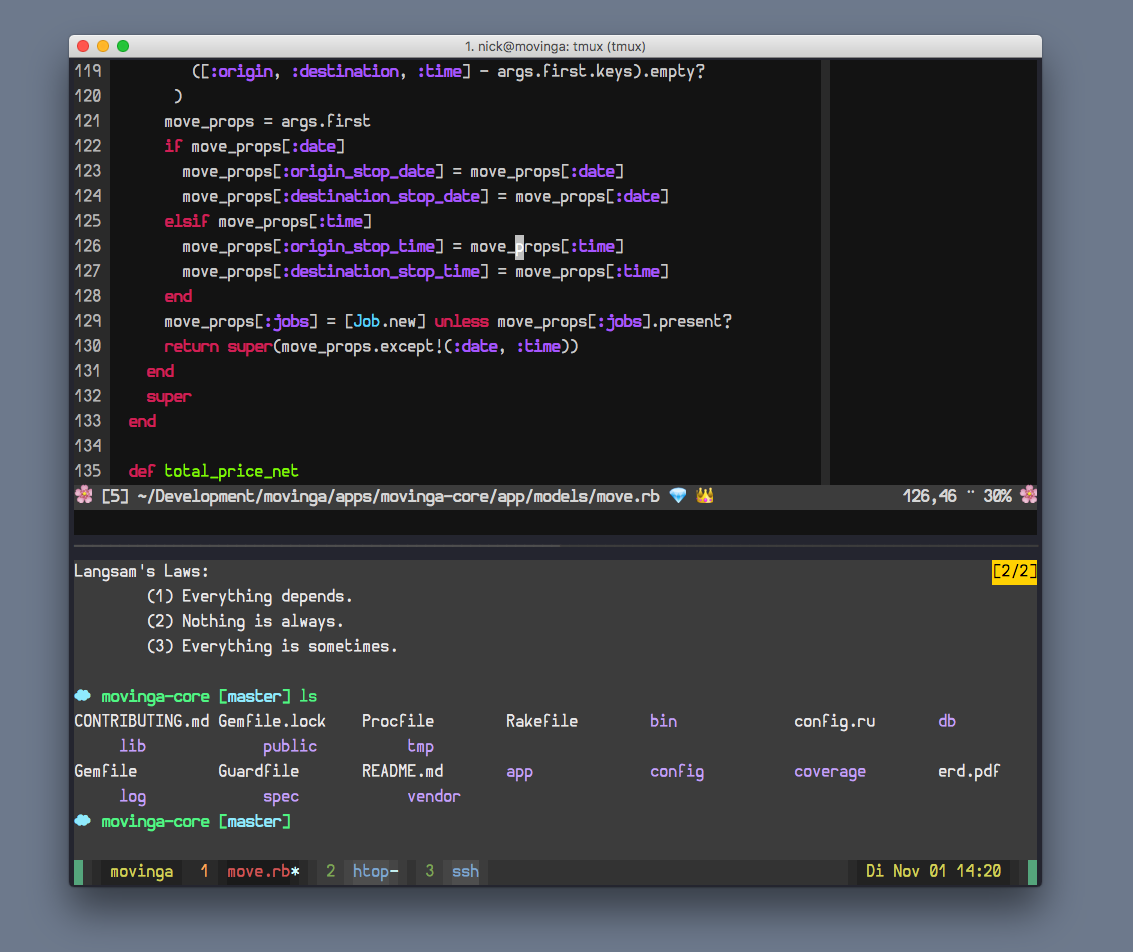 1. nick@movinga: tmux (tmux)
119          ([:origin, :destination, :time] - args.first.keys).empty?
120        )
121       move_props = args.first
122       if move_props[:date]
123         move_props[:origin_stop_date] = move_props[:date]
124         move_props[:destination_stop_date] = move_props[:date]
125       elsif move_props[:time]
126         move_props[:origin_stop_time] = move_props[:time]
127         move_props[:destination_stop_time] = move_props[:time]
128       end
129       move_props[:jobs] = [Job.new] unless move_props[:jobs].present?
130       return super(move_props.except!(:date, :time))
131     end
132     super
133   end
134
135   def total_price_net
🌸 [5] ~/Development/movinga/apps/movinga-core/app/models/move.rb 💎 👑 126,46 ¨ 30% 🌸
Langsam's Laws: [2/2]
        (1) Everything depends.
        (2) Nothing is always.
        (3) Everything is sometimes.
movinga-core [master] ls
CONTRIBUTING.md Gemfile.lock    Procfile        Rakefile        bin             config.ru       db
     lib             public          tmp
Gemfile         Guardfile       README.md       app             config          coverage        erd.pdf
     log             spec            vendor
movinga-core [master]
movinga 1 move.rb* 2 htop- 3 ssh Di Nov 01 14:20